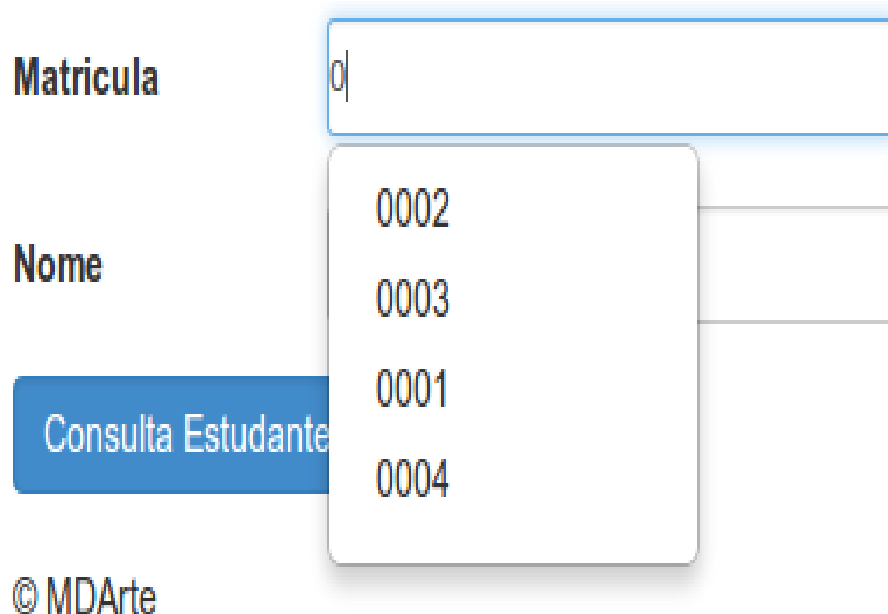 Matricula
0
0002
Nome
0003
0001
Consulta Estudante
0004
© MDArte